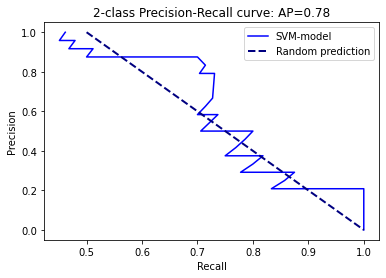 2-class Precision-Recall curve: AP=0.78
SVM-model
Random prediction
Precision
1.0
0.8
0.6
0.4
0.2
0.0
0.5 0.6 0.7 0.8 0.9 1.0
Recall